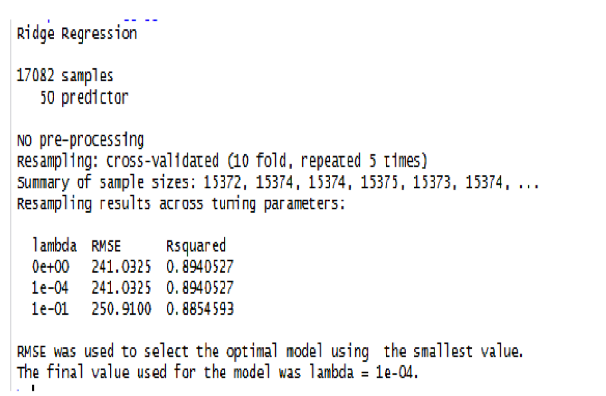 Ridge Regression
17082 samples
50 predictor
No pre-processing
Resampling: Cross-Validated (10 fold, repeated 5 times)
Summary of sample sizes: 15372, 15374, 15374, 15375, 15373, 15374, ...
Resampling results across tuning parameters:
lambda RMSE Rsquared
0e+00 241.0325 0.8940527
1e-04 241.0325 0.8940527
1e-01 250.9100 0.8854593
RMSE was used to select the optimal model using the smallest value.
The final value used for the model was lambda = 1e-04.